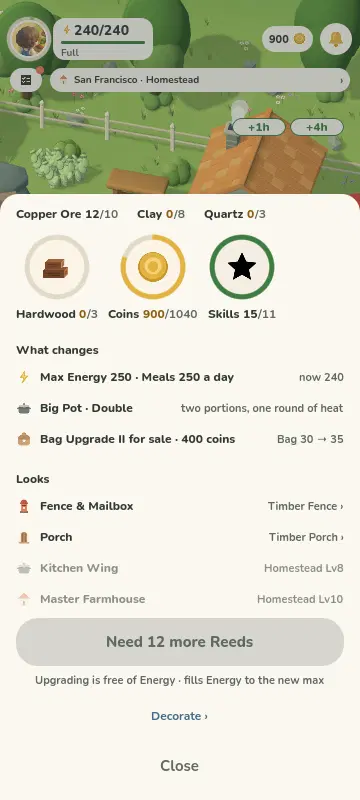 240/240
Full
900
San Francisco · Homestead ›
+1h +4h
Copper Ore 12/10 Clay 0/8 Quartz 0/3
Hardwood 0/3 Coins 900/1040 Skills 15/11
What changes
Max Energy 250 · Meals 250 a day now 240
Big Pot · Double two portions, one round of heat
Bag Upgrade II for sale · 400 coins Bag 30 → 35
Looks
Fence & Mailbox Timber Fence ›
Porch Timber Porch ›
Kitchen Wing Homestead Lv8
Master Farmhouse Homestead Lv10
Need 12 more Reeds
Upgrading is free of Energy · fills Energy to the new max
Decorate ›
Close